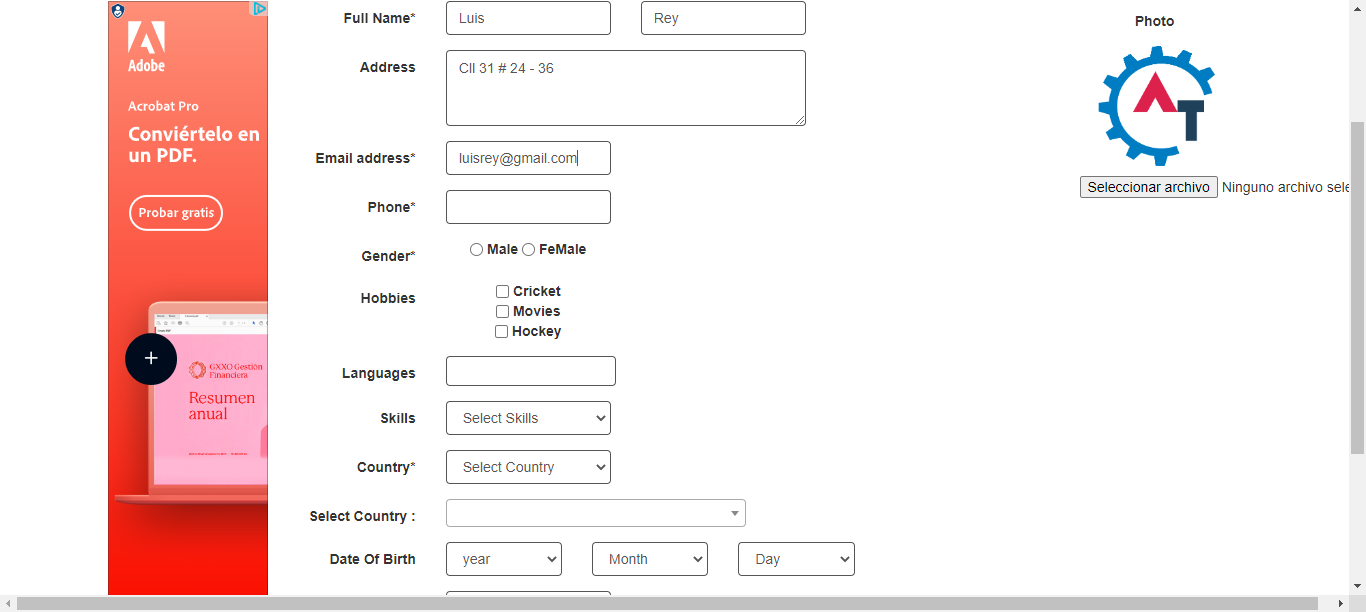 Adobe
Acrobat Pro
Conviértelo en
un PDF.
Probar gratis
GXXO Gestión
Financiera
Resumen
anual
Full Name*
Luis
Rey
Address
Cll 31 # 24 - 36
Email address*
luisrey@gmail.com
Phone*
Gender*
Male
FeMale
Hobbies
Cricket
Movies
Hockey
Languages
Skills
Select Skills
Country*
Select Country
Select Country :
Date Of Birth
year
Month
Day
Photo
AT
Seleccionar archivo
Ninguno archivo sele